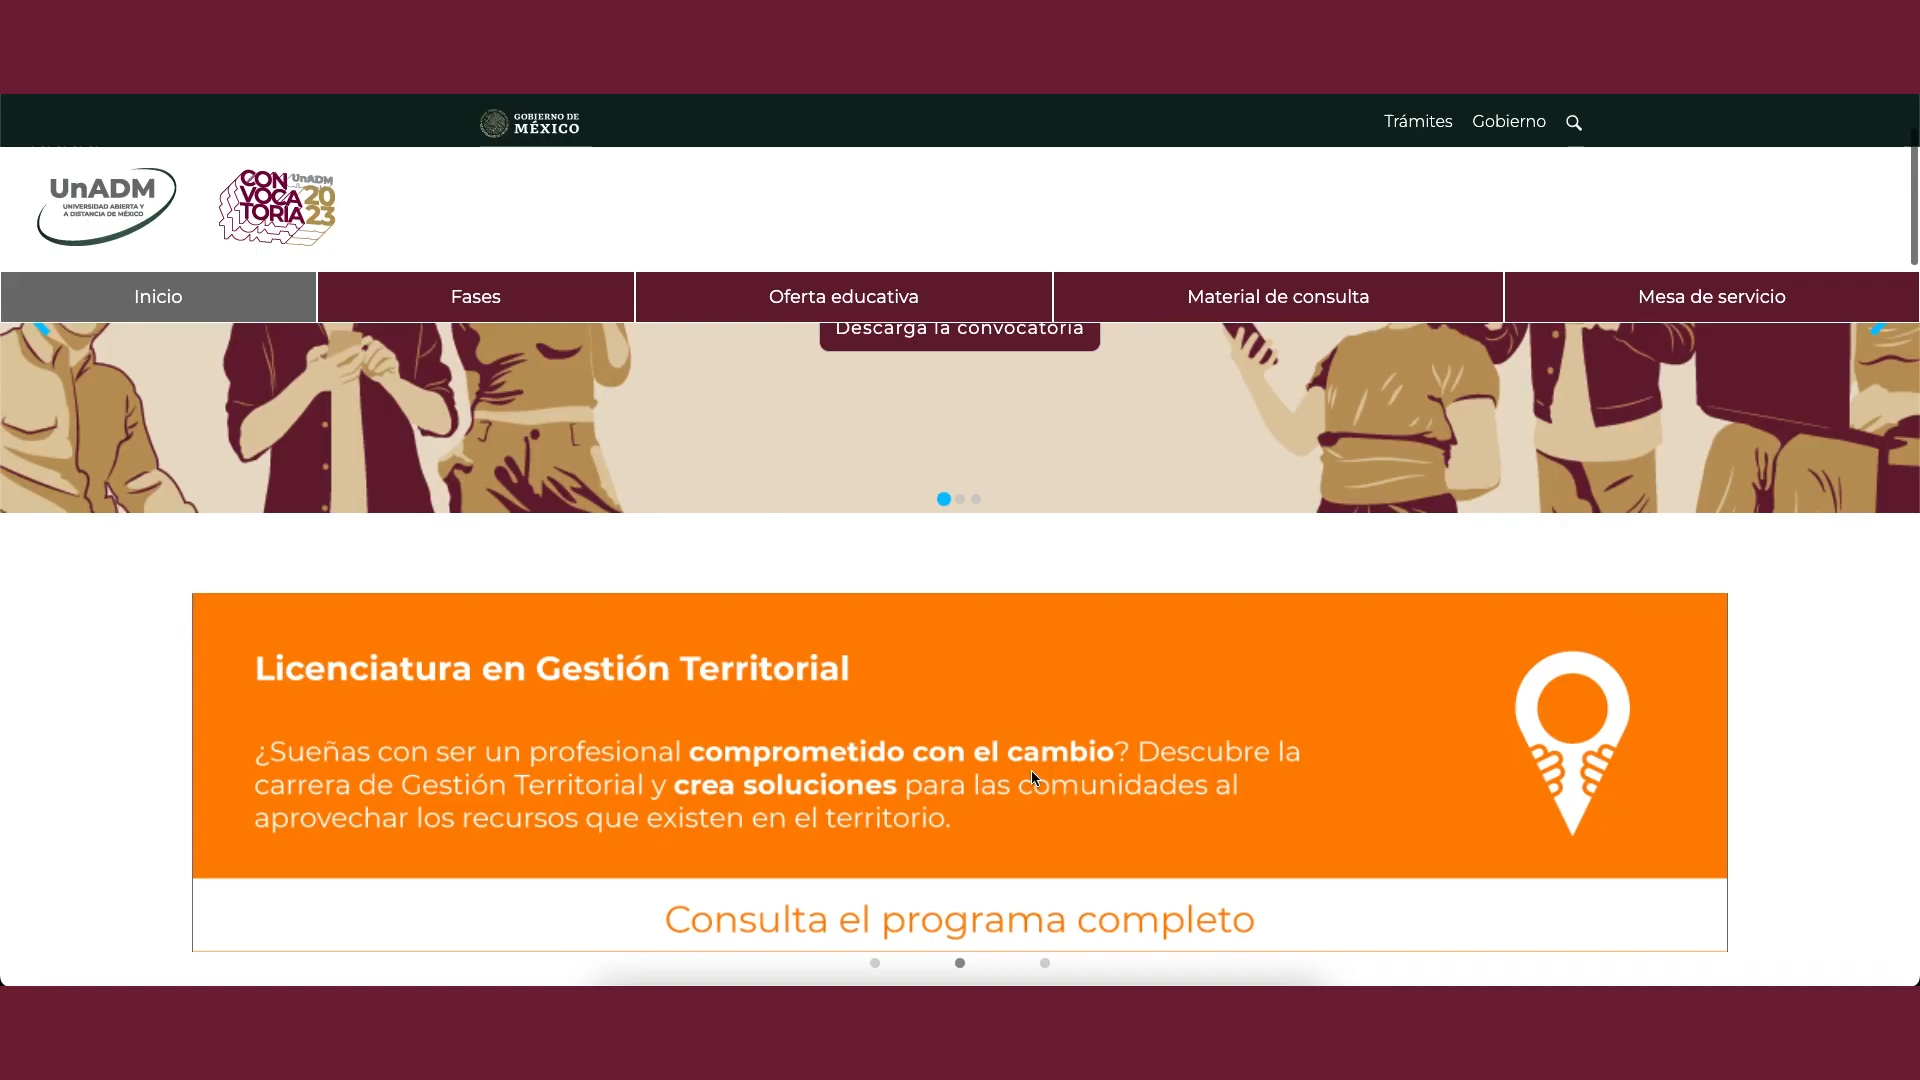 GOBIERNO DE
MÉXICO
Trámites
Gobierno
UnADM
UNIVERSIDAD ABIERTA Y
A DISTANCIA DE MÉXICO
CON
VOCA
TORIA
UnADM
20
23
Inicio
Fases
Oferta educativa
Material de consulta
Mesa de servicio
Descarga la convocatoria
Licenciatura en Gestión Territorial
¿Sueñas con ser un profesional comprometido con el cambio? Descubre la
carrera de Gestión Territorial y crea soluciones para las comunidades al
aprovechar los recursos que existen en el territorio.
Consulta el programa completo